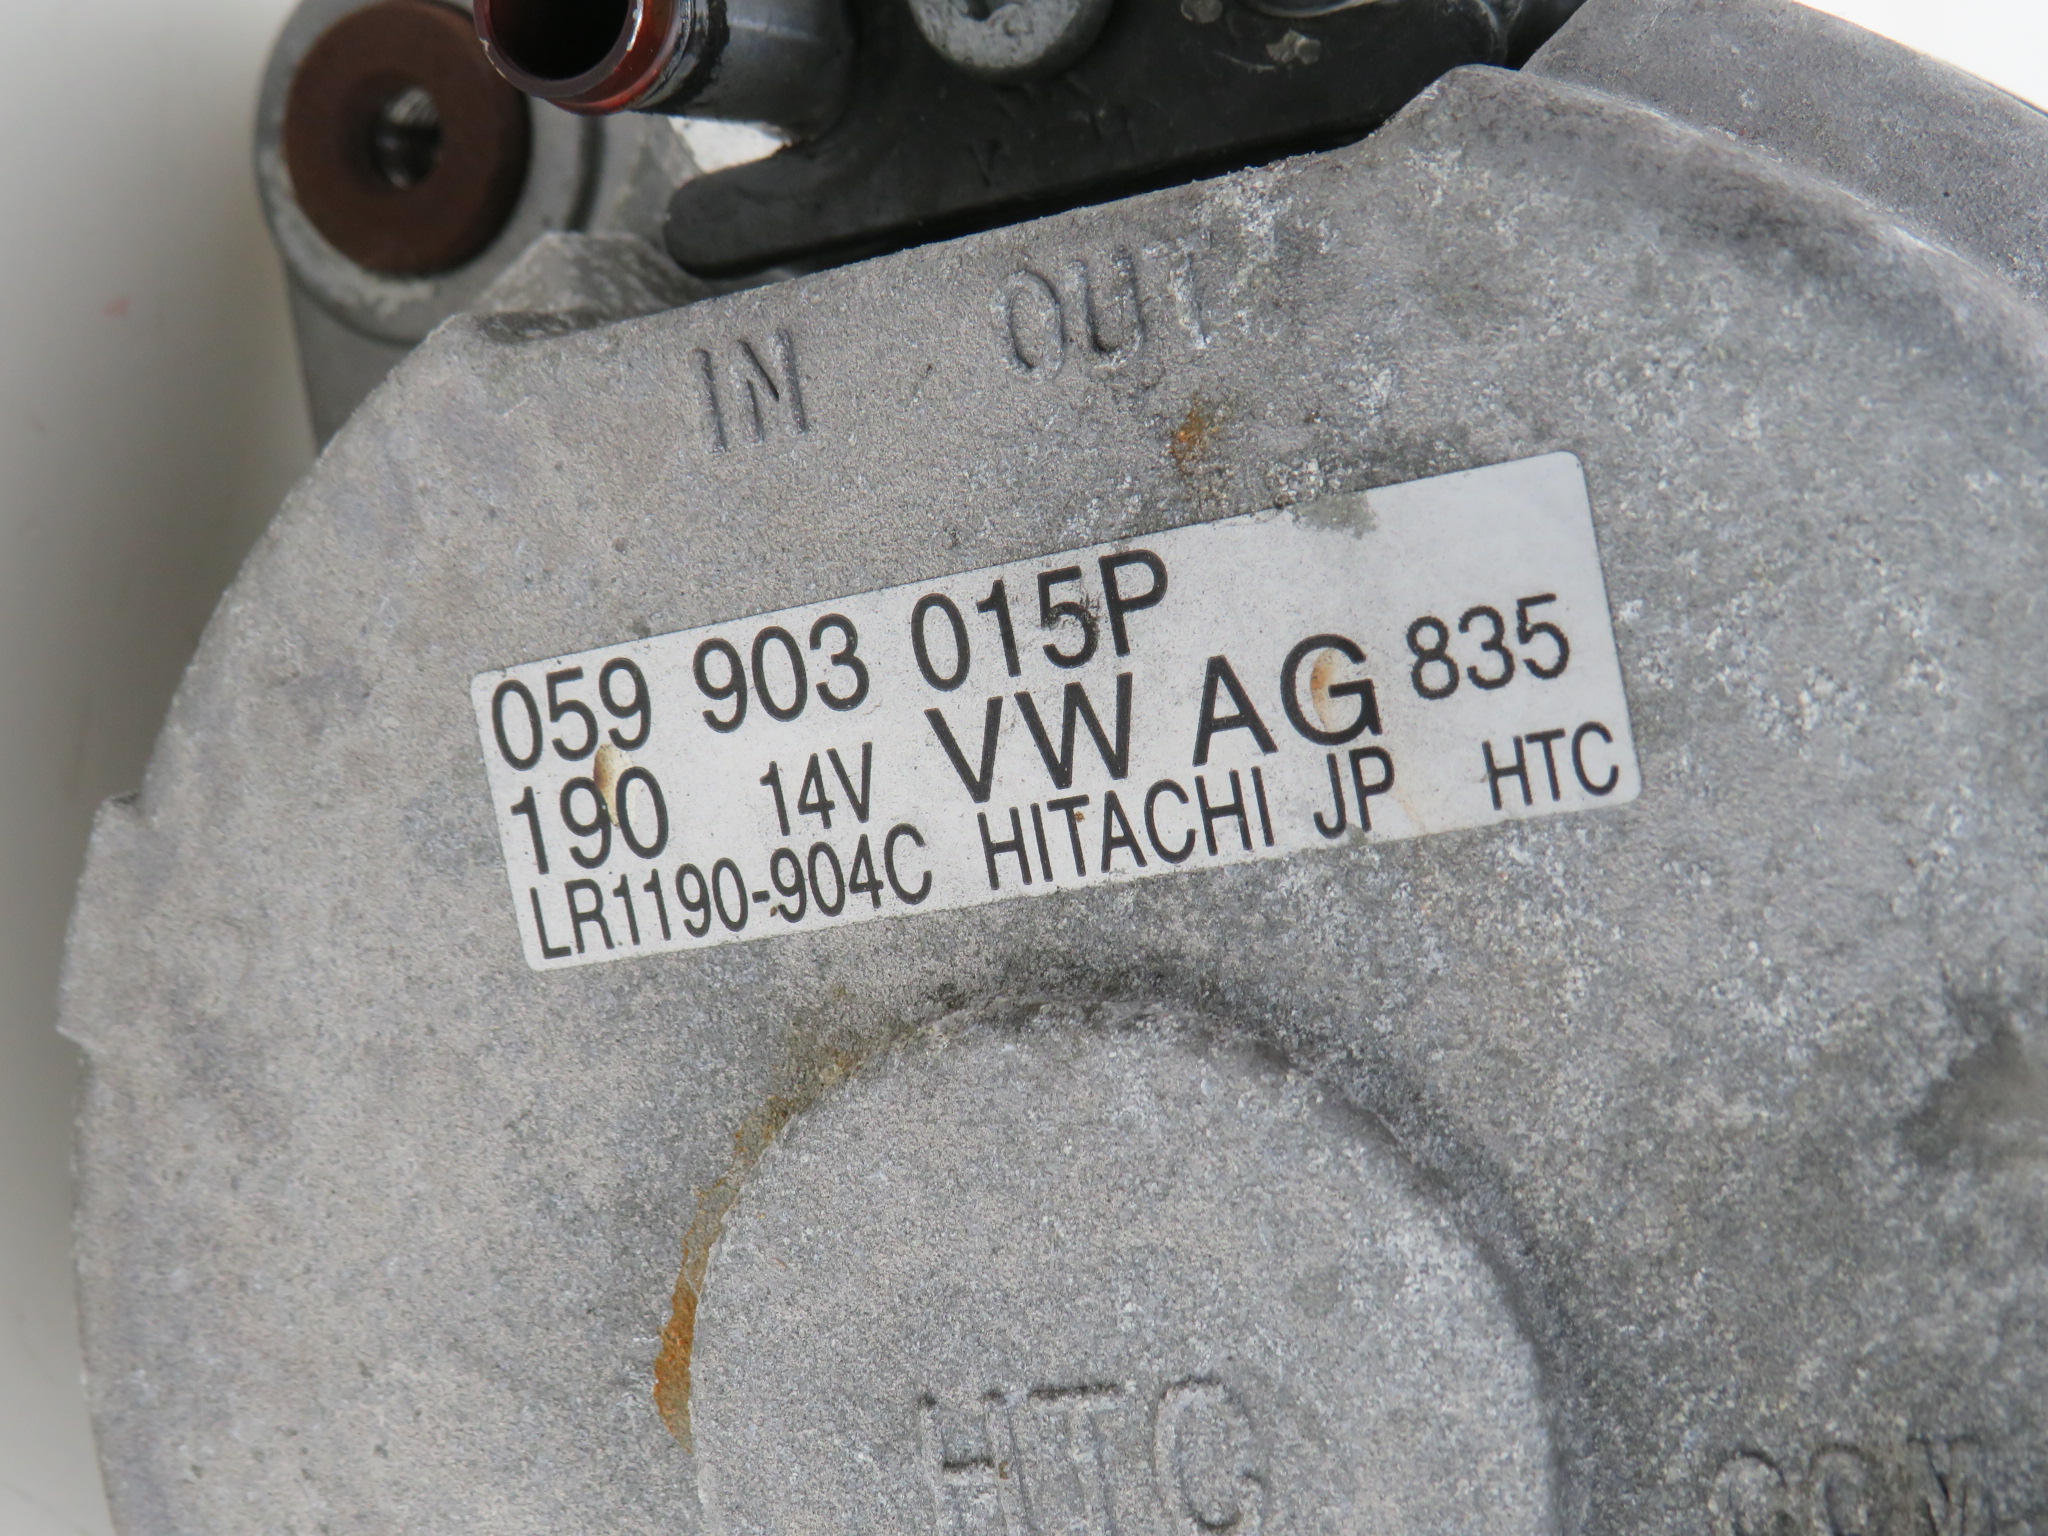 IN OUT
059 903 015P
190 14V VW AG 835
LR1190-904C HITACHI JP HTC
HTC